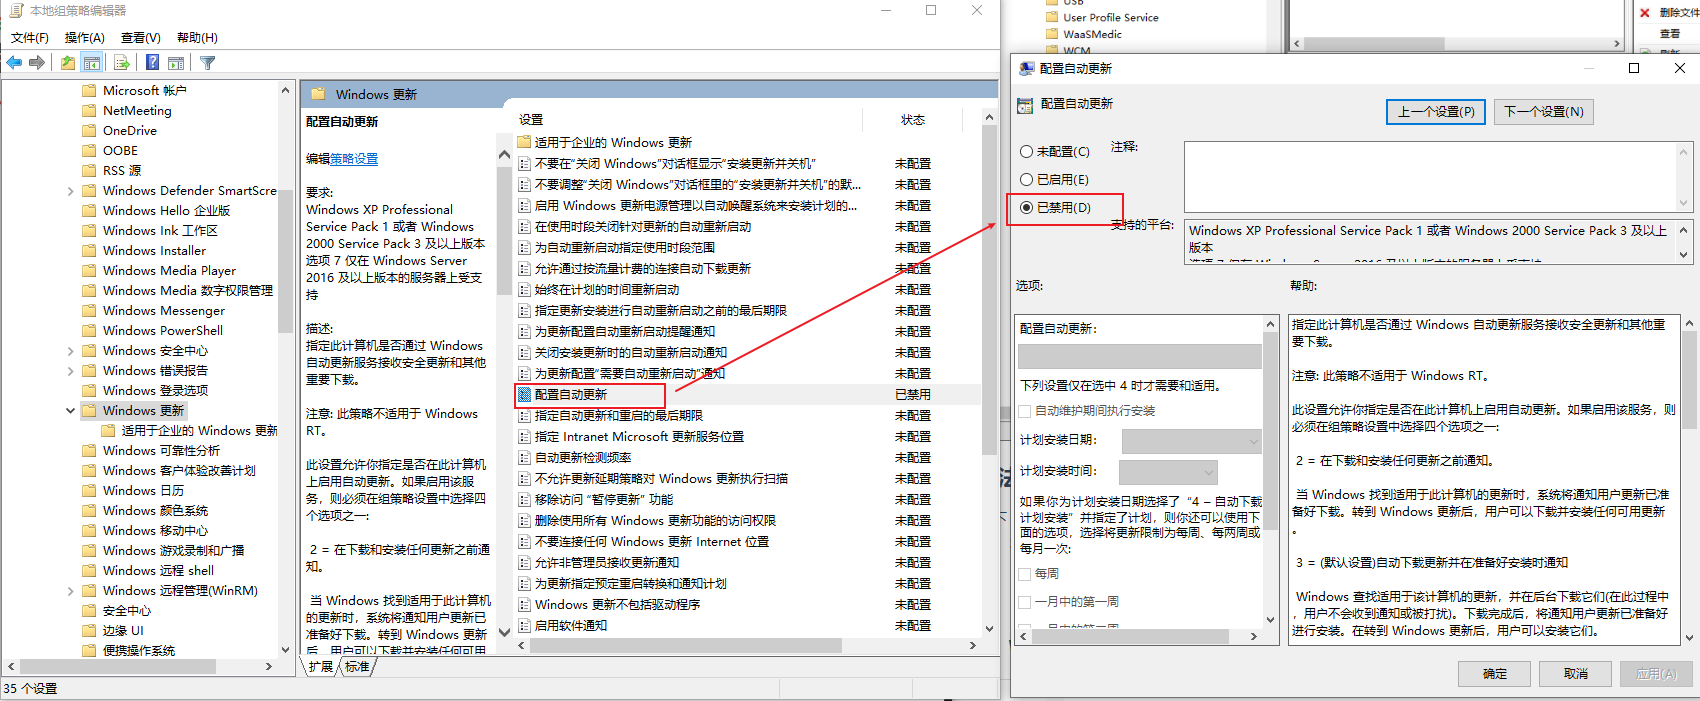 本地组策略编辑器
文件(F)
操作(A)
查看(V)
帮助(H)
Microsoft 帐户
NetMeeting
OneDrive
OOBE
RSS 源
Windows Defender SmartScre
Windows Hello 企业版
Windows Ink 工作区
Windows Installer
Windows Media Player
Windows Media 数字权限管理
Windows Messenger
Windows PowerShell
Windows 安全中心
Windows 错误报告
Windows 登录选项
Windows 更新
适用于企业的 Windows 更新
Windows 可靠性分析
Windows 客户体验改善计划
Windows 日历
Windows 颜色系统
Windows 移动中心
Windows 游戏录制和广播
Windows 远程 shell
Windows 远程管理(WinRM)
安全中心
边缘 UI
便携操作系统
35 个设置
Windows 更新
配置自动更新
编辑策略设置
要求:
Windows XP Professional
Service Pack 1 或者 Windows
2000 Service Pack 3 及以上版本
选项 7 仅在 Windows Server
2016 及以上版本的服务器上受支
持
描述:
指定此计算机是否通过 Windows
自动更新服务接收安全更新和其他
重要下载。
注意: 此策略不适用于 Windows
RT。
此设置允许你指定是否在此计算机
上启用自动更新。如果启用该服
务，则必须在组策略设置中选择四
个选项之一:
2 = 在下载和安装任何更新之前通
知。
当 Windows 找到适用于此计算机
的更新时，系统将通知用户更新已
准备好下载。转到 Windows 更新
后，用户可以下载并安装任何可用
扩展
标准
设置
状态
适用于企业的 Windows 更新
不要在“关闭 Windows”对话框显示“安装更新并关机”
未配置
不要调整“关闭 Windows”对话框里的“安装更新并关机”的默...
未配置
启用 Windows 更新电源管理以自动唤醒系统来安装计划的...
未配置
在使用时段关闭针对更新的自动重新启动
未配置
为自动重新启动指定使用时段范围
未配置
允许通过按流量计费的连接自动下载更新
未配置
始终在计划的时间重新启动
未配置
指定更新安装进行自动重新启动之前的最后期限
未配置
为更新配置自动重新启动提醒通知
未配置
关闭安装更新时的自动重新启动通知
未配置
为更新配置“需要自动重新启动”通知
未配置
配置自动更新
已禁用
指定自动更新和重启的最后期限
未配置
指定 Intranet Microsoft 更新服务位置
未配置
自动更新检测频率
未配置
不允许更新延期策略对 Windows 更新执行扫描
未配置
移除访问 “暂停更新” 功能
未配置
删除使用所有 Windows 更新功能的访问权限
未配置
不要连接任何 Windows 更新 Internet 位置
未配置
允许非管理员接收更新通知
未配置
为更新指定预定重启转换和通知计划
未配置
Windows 更新不包括驱动程序
未配置
启用软件通知
未配置
USB
User Profile Service
WaaSMedic
WCM
删除文件
查看
刷新
配置自动更新
配置自动更新
上一个设置(P)
下一个设置(N)
未配置(C)
注释:
已启用(E)
已禁用(D)
支持的平台:
Windows XP Professional Service Pack 1 或者 Windows 2000 Service Pack 3 及以上
版本
选项 7 仅在 Windows Server 2016 及以上版本的服务器上受支持
选项:
帮助:
配置自动更新:
下列设置仅在选中 4 时才需要和适用。
自动维护期间执行安装
计划安装日期:
计划安装时间:
如果你为计划安装日期选择了 “4 – 自动下载
计划安装” 并指定了计划，则你还可以使用下
面的选项，选择将更新限制为每周、每两周或
每月一次:
每周
一月中的第一周
一月中的第二周
指定此计算机是否通过 Windows 自动更新服务接收安全更新和其他重
要下载。
注意: 此策略不适用于 Windows RT。
此设置允许你指定是否在此计算机上启用自动更新。如果启用该服务，则
必须在组策略设置中选择四个选项之一:
2 = 在下载和安装任何更新之前通知。
当 Windows 找到适用于此计算机的更新时，系统将通知用户更新已准
备好下载。转到 Windows 更新后，用户可以下载并安装任何可用更新
。
3 = (默认设置)自动下载更新并在准备好安装时通知
Windows 查找适用于该计算机的更新，并在后台下载它们(在此过程中
，用户不会收到通知或被打扰)。下载完成后，将通知用户更新已准备好
进行安装。在转到 Windows 更新后，用户可以安装它们。
确定
取消
应用(A)